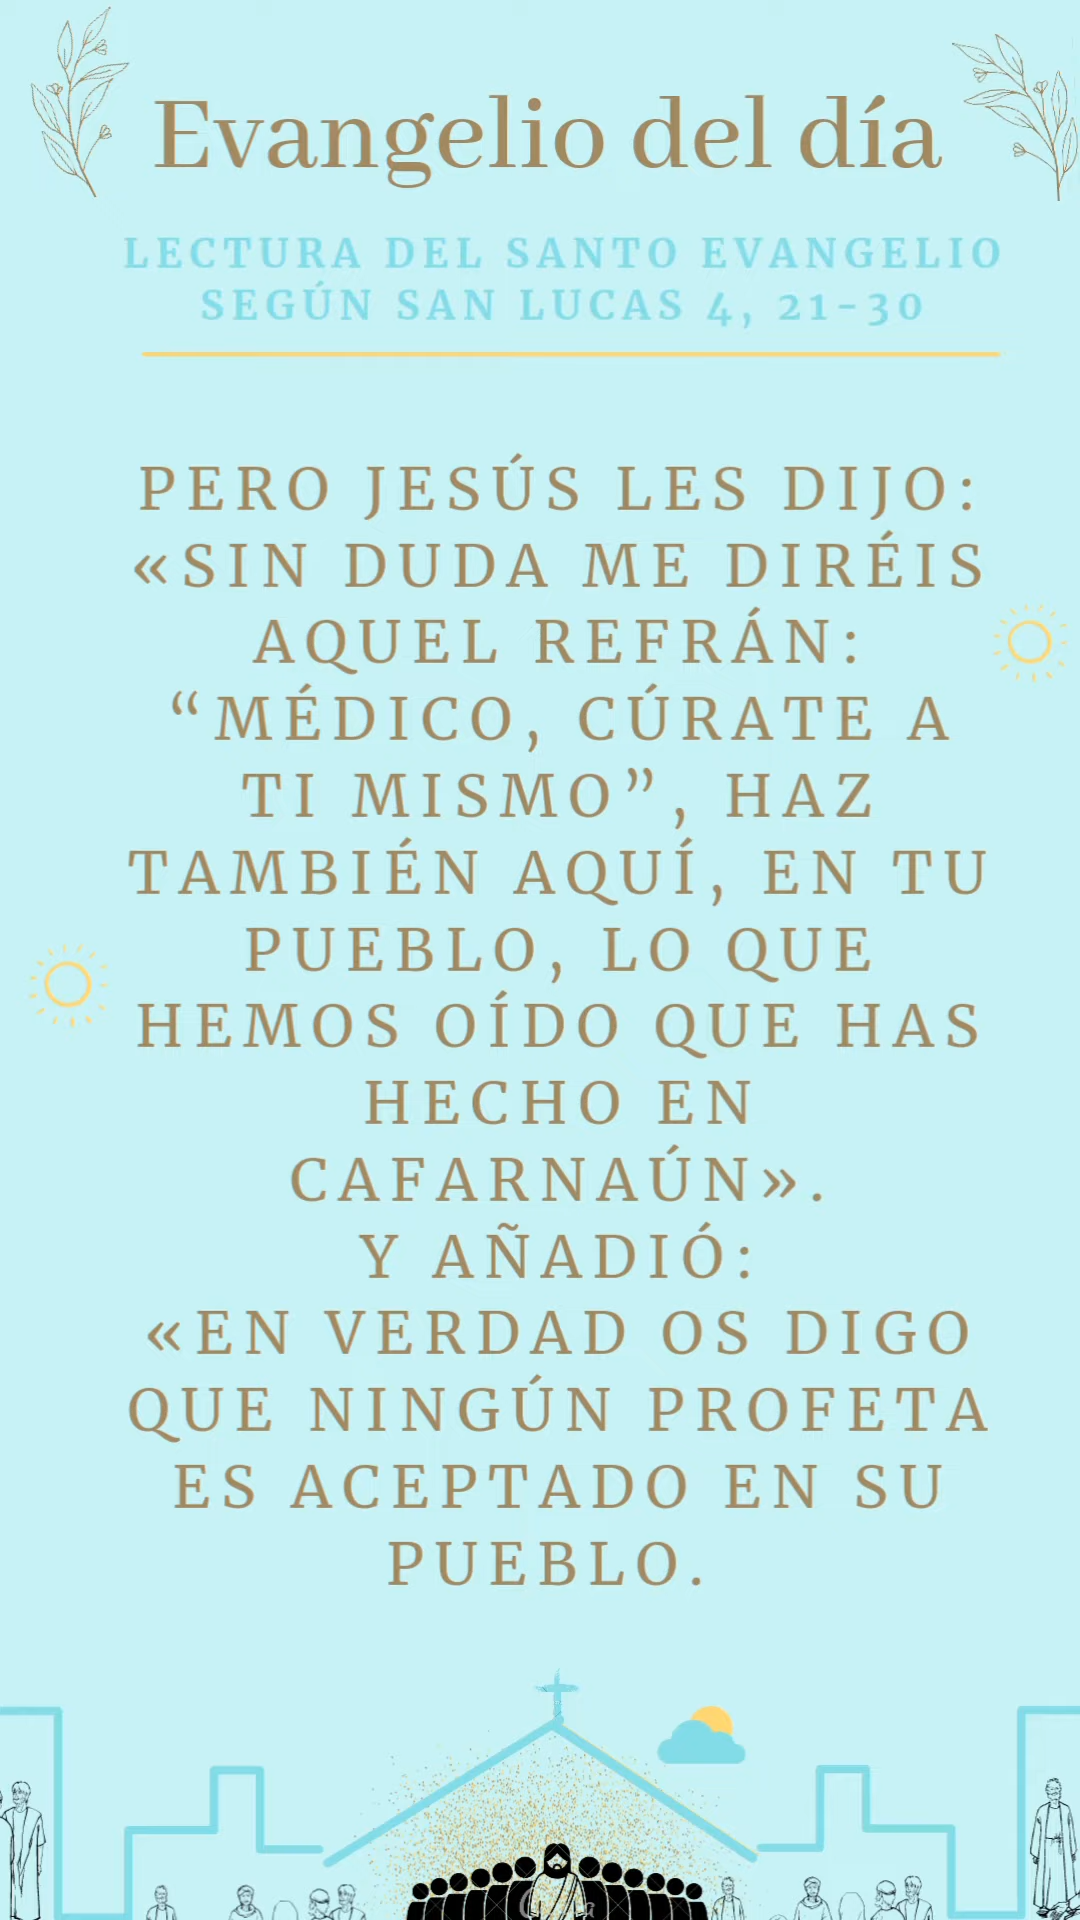 Evangelio del día
LECTURA DEL SANTO EVANGELIO
SEGÚN SAN LUCAS 4, 21-30
PERO JESÚS LES DIJO:
«SIN DUDA ME DIRÉIS
AQUEL REFRÁN:
“MÉDICO, CÚRATE A
TI MISMO”, HAZ
TAMBIÉN AQUÍ, EN TU
PUEBLO, LO QUE
HEMOS OÍDO QUE HAS
HECHO EN
CAFARNAÚN».
Y AÑADIÓ:
«EN VERDAD OS DIGO
QUE NINGÚN PROFETA
ES ACEPTADO EN SU
PUEBLO.